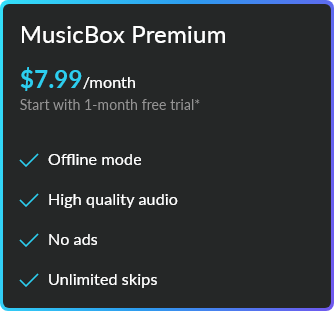 MusicBox Premium
$7.99/month
Start with 1-month free trial*
Offline mode
High quality audio
No ads
Unlimited skips